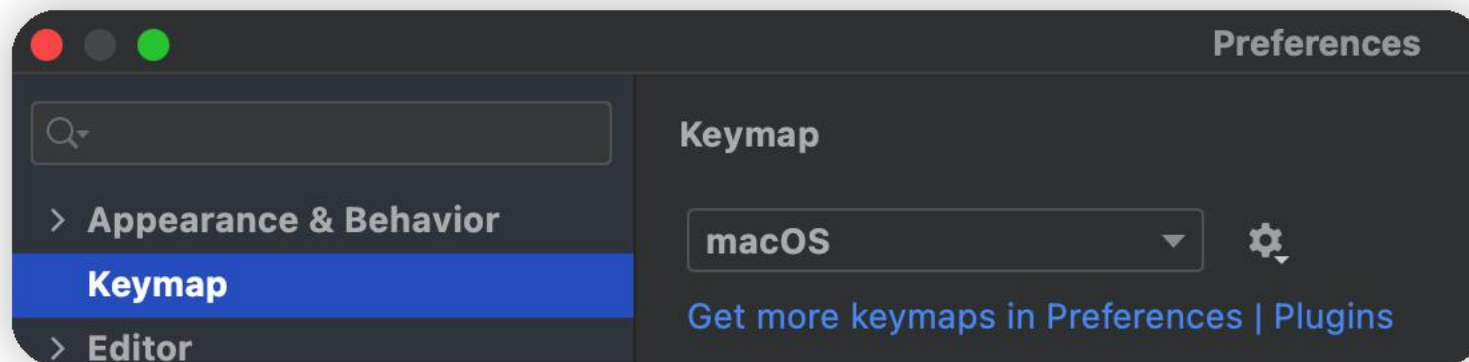 Preferences
Appearance & Behavior
Keymap
Editor
Keymap
macOS
Get more keymaps in Preferences | Plugins